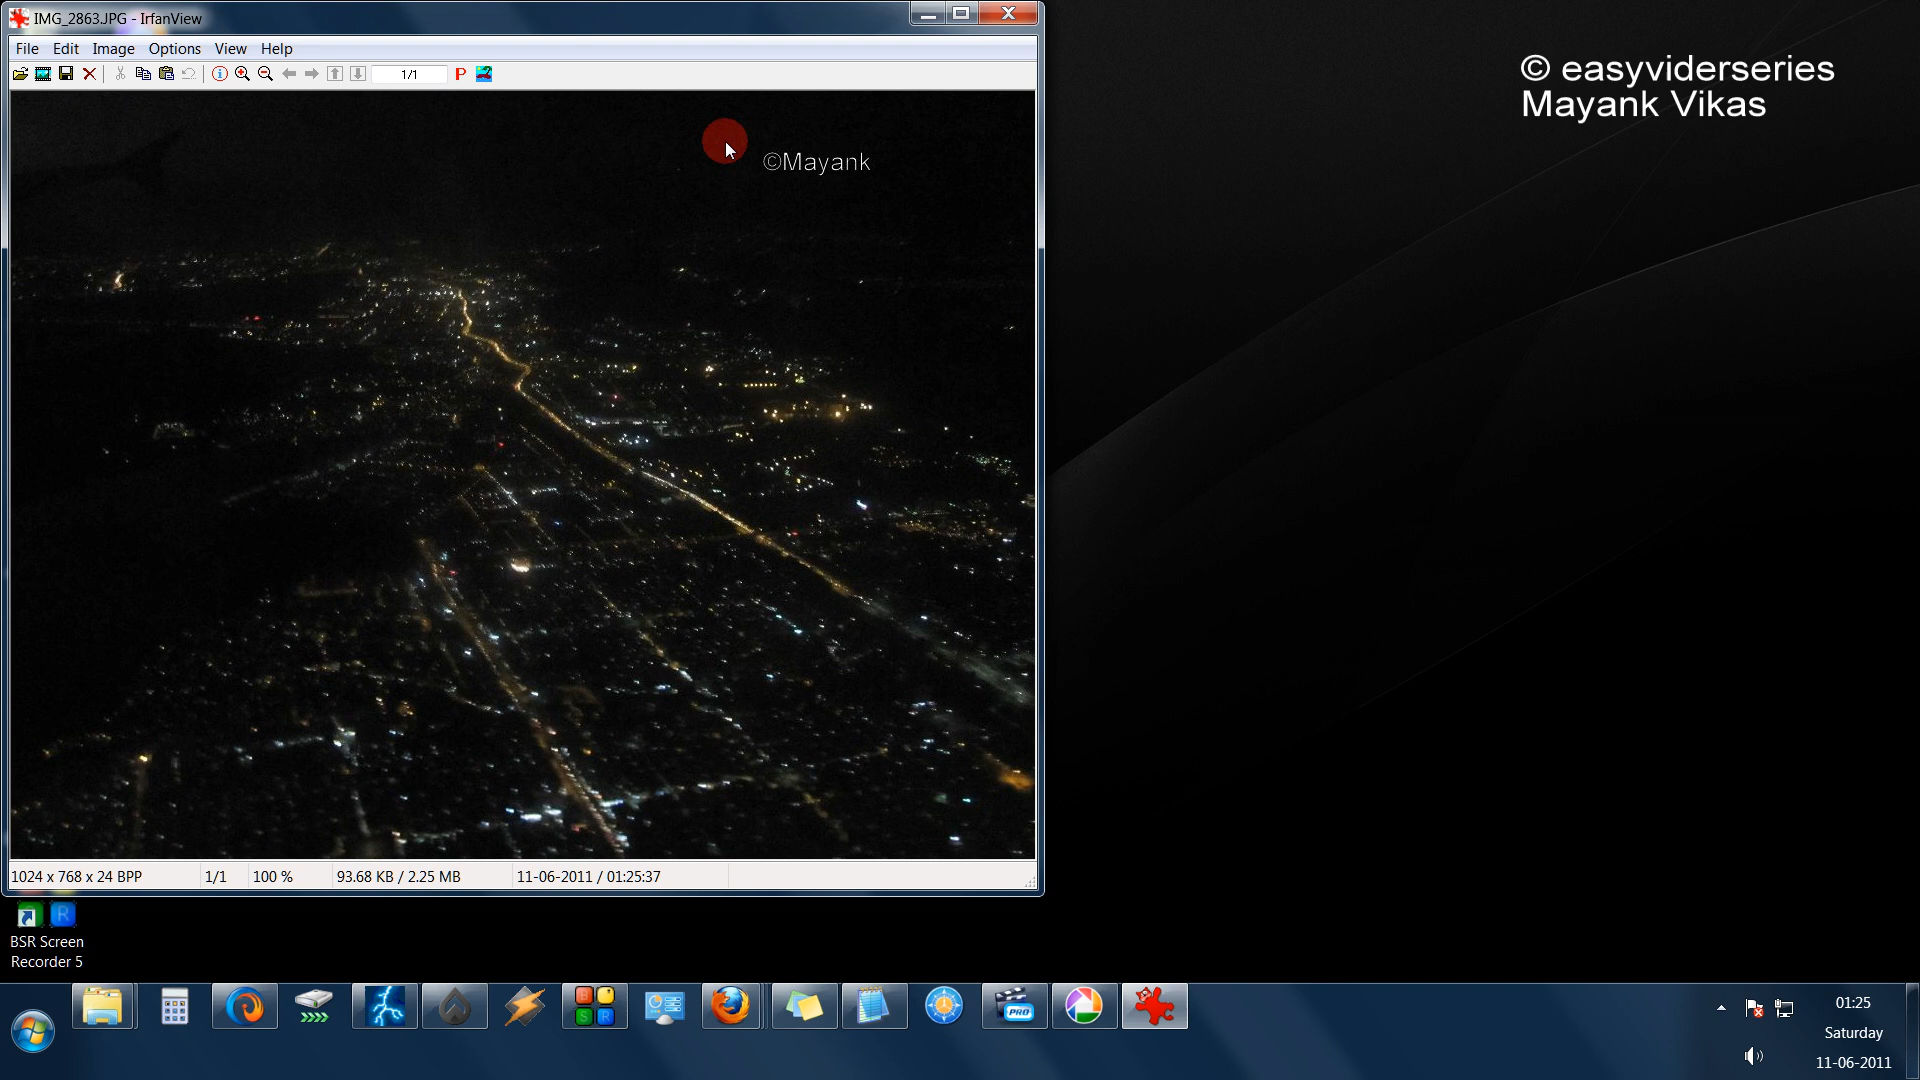 IMG_2863.JPG - IrfanView
File Edit Image Options View Help
1/1 P
©Mayank
© easyviderseries
Mayank Vikas
1024 x 768 x 24 BPP 1/1 100 % 93.68 KB / 2.25 MB 11-06-2011 / 01:25:37
R
BSR Screen
Recorder 5
B S R
PRO
01:25
Saturday
11-06-2011